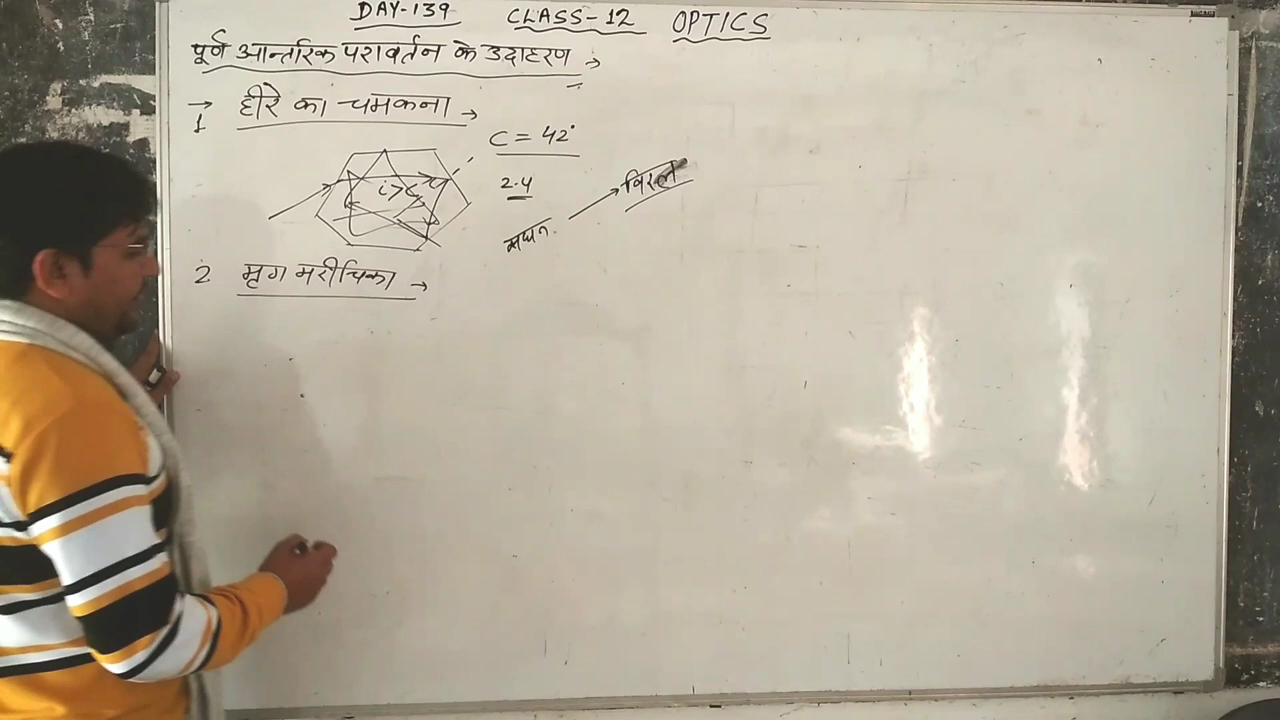 DAY-139 CLASS-12 OPTICS
पूर्ण आन्तरिक परावर्तन के उदाहरण →
→ 1 हीरे का चमकना →
C = 42°
i>c
2.4
सघन → विरल
2 मृग मरीचिका →